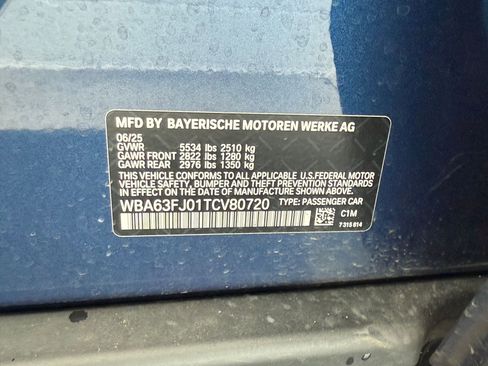 MFD BY BAYERISCHE MOTOREN WERKE AG
06/25
GVWR 5534 lbs 2510 kg
GAWR FRONT 2822 lbs 1280 kg
GAWR REAR 2976 lbs 1350 kg
THIS VEHICLE CONFORMS TO ALL APPLICABLE U.S.FEDERAL MOTOR
VEHICLE SAFETY, BUMPER, AND THEFT PREVENTION STANDARDS
IN EFFECT ON THE DATE OF MANUFACTURE SHOWN ABOVE.
WBA63FJ01TCV80720 TYPE: PASSENGER CAR
C1M
7 315 614